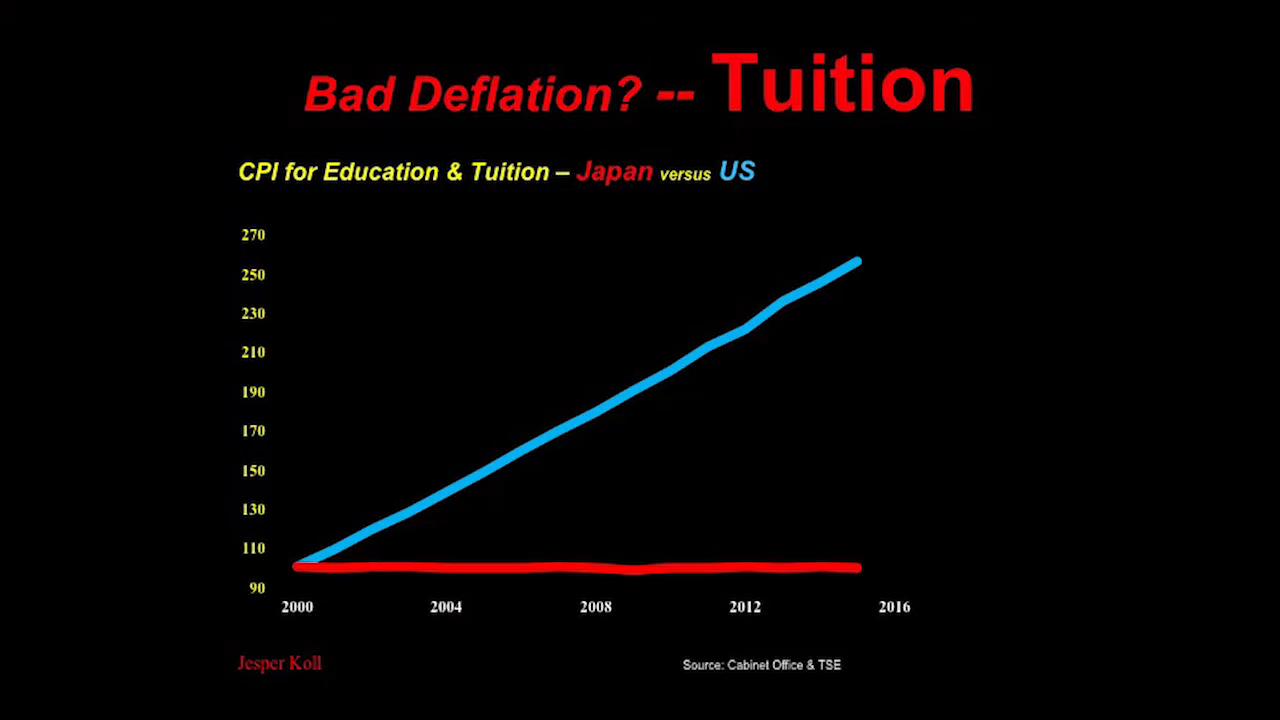 Bad Deflation? -- Tuition
CPI for Education & Tuition – Japan versus US
270
250
230
210
190
170
150
130
110
90
2000 2004 2008 2012 2016
Jesper Koll
Source: Cabinet Office & TSE